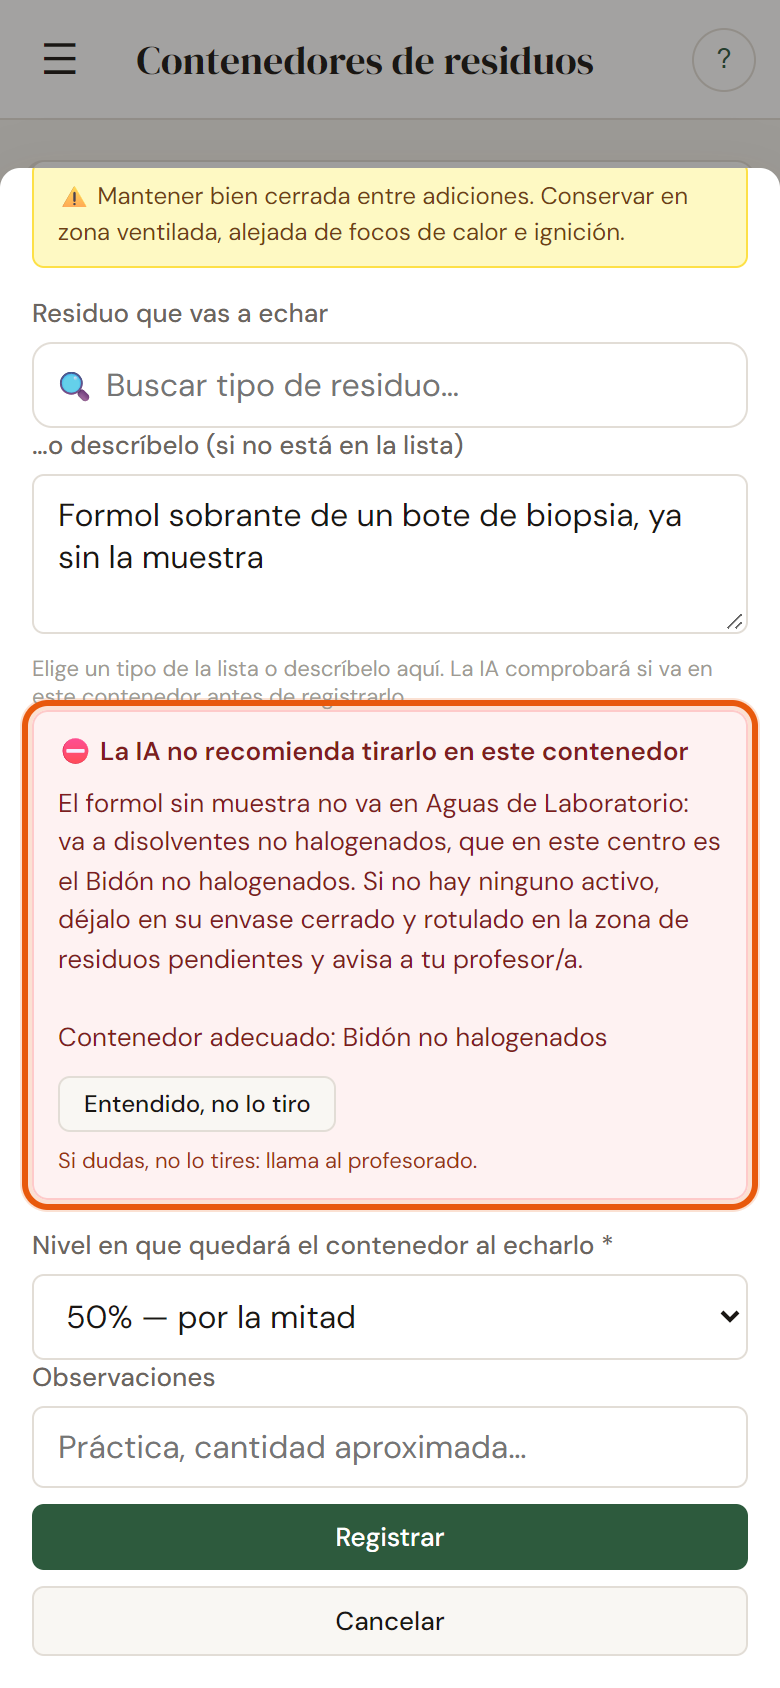 Contenedores de residuos
?
⚠️ Mantener bien cerrada entre adiciones. Conservar en
zona ventilada, alejada de focos de calor e ignición.
Residuo que vas a echar
🔍 Buscar tipo de residuo...
...o descríbelo (si no está en la lista)
Formol sobrante de un bote de biopsia, ya
sin la muestra
Elige un tipo de la lista o descríbelo aquí. La IA comprobará si va en
este contenedor antes de registrarlo.
⛔ La IA no recomienda tirarlo en este contenedor
El formol sin muestra no va en Aguas de Laboratorio:
va a disolventes no halogenados, que en este centro es
el Bidón no halogenados. Si no hay ninguno activo,
déjalo en su envase cerrado y rotulado en la zona de
residuos pendientes y avisa a tu profesor/a.
Contenedor adecuado: Bidón no halogenados
Entendido, no lo tiro
Si dudas, no lo tires: llama al profesorado.
Nivel en que quedará el contenedor al echarlo *
50% — por la mitad
Observaciones
Práctica, cantidad aproximada...
Registrar
Cancelar